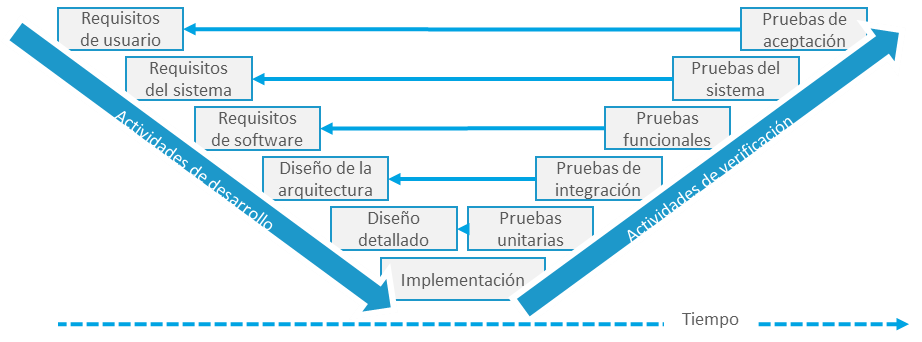 Requisitos
de usuario
Pruebas de
aceptación
Requisitos
del sistema
Pruebas del
sistema
Requisitos
de software
Pruebas
funcionales
Diseño de la
arquitectura
Pruebas de
integración
Diseño
detallado
Pruebas
unitarias
Implementación
Actividades de desarrollo
Actividades de verificación
Tiempo